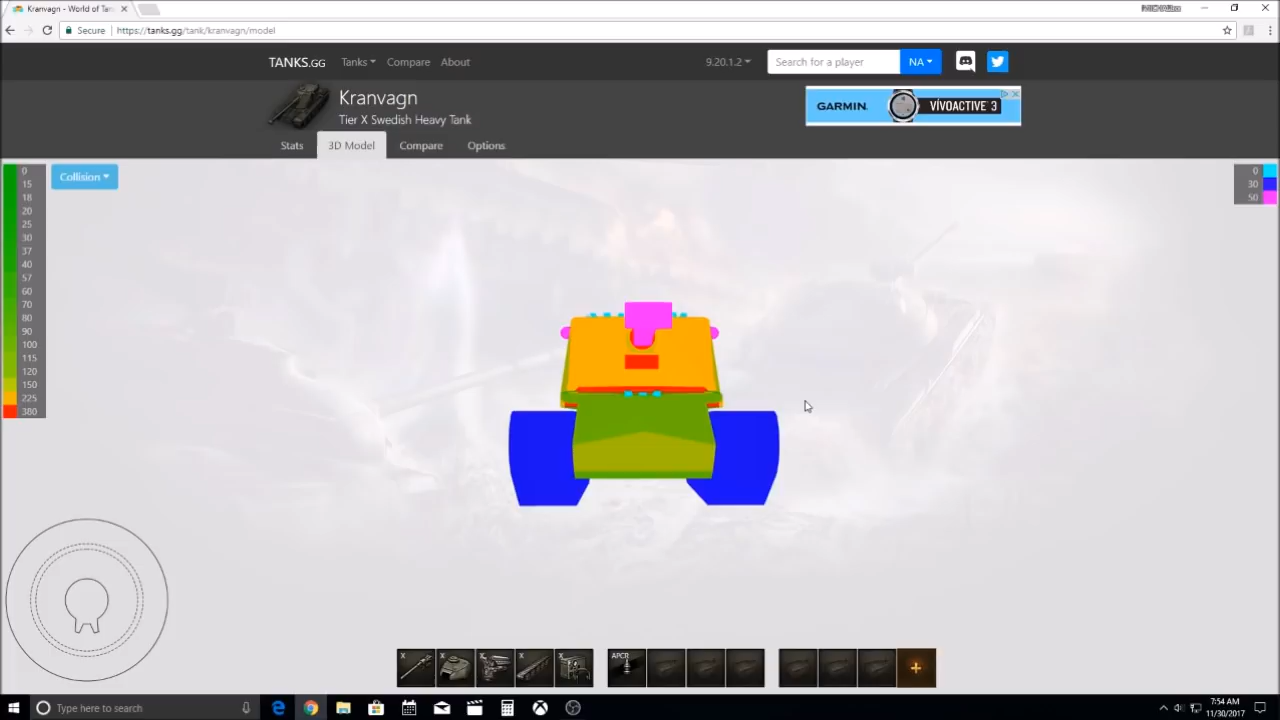 Kranvagn - World of Tan
Secure
https://tanks.gg/tank/kranvagn/model
TANKS.GG
Tanks
Compare
About
9.20.1.2
Search for a player
NA
Kranvagn
Tier X Swedish Heavy Tank
GARMIN.
VÍVOACTIVE 3
Stats
3D Model
Compare
Options
Collision
0
15
18
20
25
30
37
40
57
60
70
80
90
100
115
120
150
225
380
0
30
50
X
X
X
X
X
APCR
+
Type here to search
7:54 AM
11/30/2017